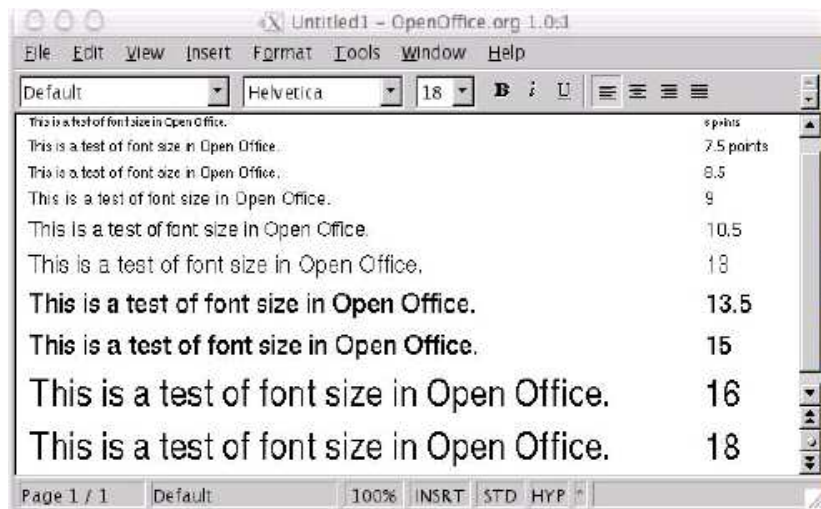 Untitled1 – OpenOffice.org 1.0.1
File Edit View Insert Format Tools Window Help
Default Helvetica 18 B i U
This is a test of font size in Open Office. 6 points
This is a test of font size in Open Office. 7.5 points
This is a test of font size in Open Office. 8.5
This is a test of font size in Open Office. 9
This is a test of font size in Open Office. 10.5
This is a test of font size in Open Office. 13
This is a test of font size in Open Office. 13.5
This is a test of font size in Open Office. 15
This is a test of font size in Open Office. 16
This is a test of font size in Open Office. 18
Page 1 / 1 Default 100% INSRT STD HYP *